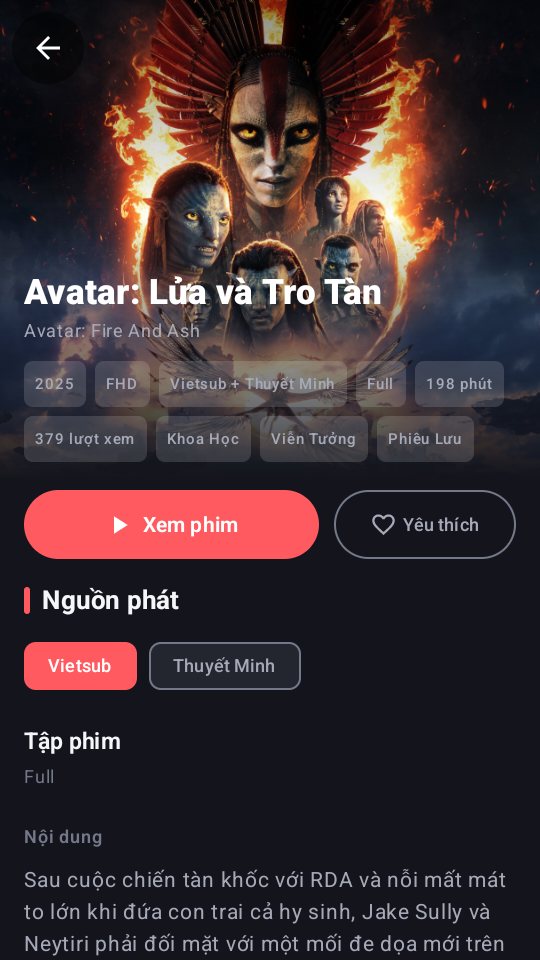 Avatar: Lửa và Tro Tàn
Avatar: Fire And Ash
2025 FHD Vietsub + Thuyết Minh Full 198 phút
379 lượt xem Khoa Học Viễn Tưởng Phiêu Lưu
Xem phim Yêu thích
Nguồn phát
Vietsub Thuyết Minh
Tập phim
Full
Nội dung
Sau cuộc chiến tàn khốc với RDA và nỗi mất mát
to lớn khi đứa con trai cả hy sinh, Jake Sully và
Neytiri phải đối mặt với một mối đe dọa mới trên